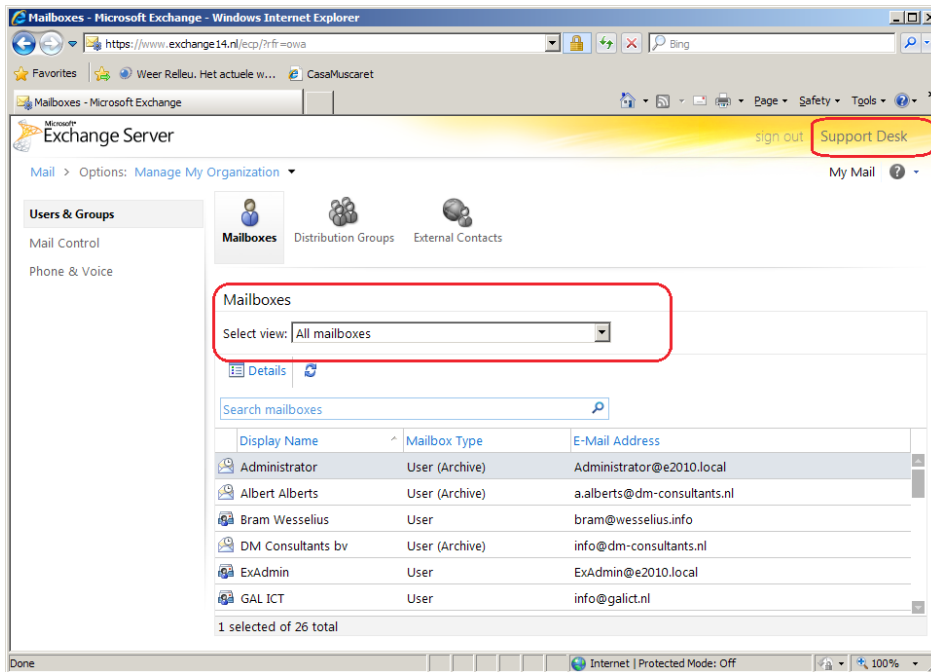 Mailboxes - Microsoft Exchange - Windows Internet Explorer
https://www.exchange14.nl/ecp/?rfr=owa
Bing
Favorites Weer Relleu. Het actuele w... CasaMuscaret
Mailboxes - Microsoft Exchange Page Safety Tools »
Microsoft
Exchange Server sign out Support Desk
Mail > Options: Manage My Organization My Mail
Users & Groups
Mail Control
Phone & Voice
Mailboxes Distribution Groups External Contacts
Mailboxes
Select view: All mailboxes
Details
Search mailboxes
Display Name Mailbox Type E-Mail Address
Administrator User (Archive) Administrator@e2010.local
Albert Alberts User (Archive) a.alberts@dm-consultants.nl
Bram Wesselius User bram@wesselius.info
DM Consultants bv User (Archive) info@dm-consultants.nl
ExAdmin User ExAdmin@e2010.local
GAL ICT User info@galict.nl
1 selected of 26 total
Done Internet | Protected Mode: Off 100%